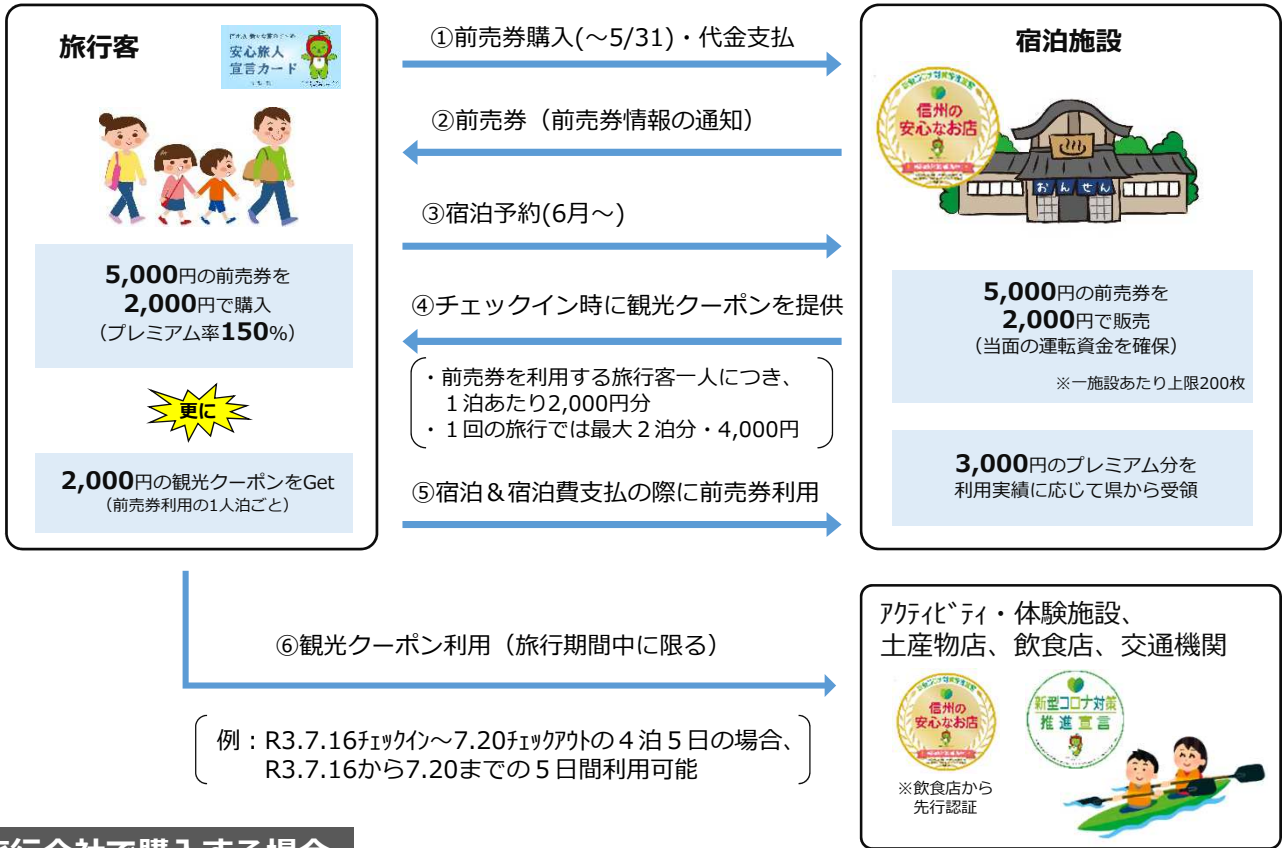 旅行客
安心旅人
宣言カード
5,000円の前売券を
2,000円で購入
（プレミアム率150%）
更に
2,000円の観光クーポンをGet
（前売券利用の1人泊ごと）
①前売券購入(～5/31)・代金支払
②前売券（前売券情報の通知）
③宿泊予約(6月～)
④チェックイン時に観光クーポンを提供
・前売券を利用する旅行客一人につき、
１泊あたり2,000円分
・１回の旅行では最大２泊分・4,000円
⑤宿泊＆宿泊費支払の際に前売券利用
宿泊施設
信州の
安心なお店
おんせん
5,000円の前売券を
2,000円で販売
（当面の運転資金を確保）
※一施設あたり上限200枚
3,000円のプレミアム分を
利用実績に応じて県から受領
⑥観光クーポン利用（旅行期間中に限る）
例：R3.7.16ﾁｪｯｸｲﾝ～7.20ﾁｪｯｸｱｳﾄの４泊５日の場合、
R3.7.16から7.20までの５日間利用可能
ｱｸﾃｨﾋﾞﾃｨ・体験施設、
土産物店、飲食店、交通機関
信州の
安心なお店
新型コロナ対策
推進宣言
※飲食店から
先行認証
旅行会社で購入する場合